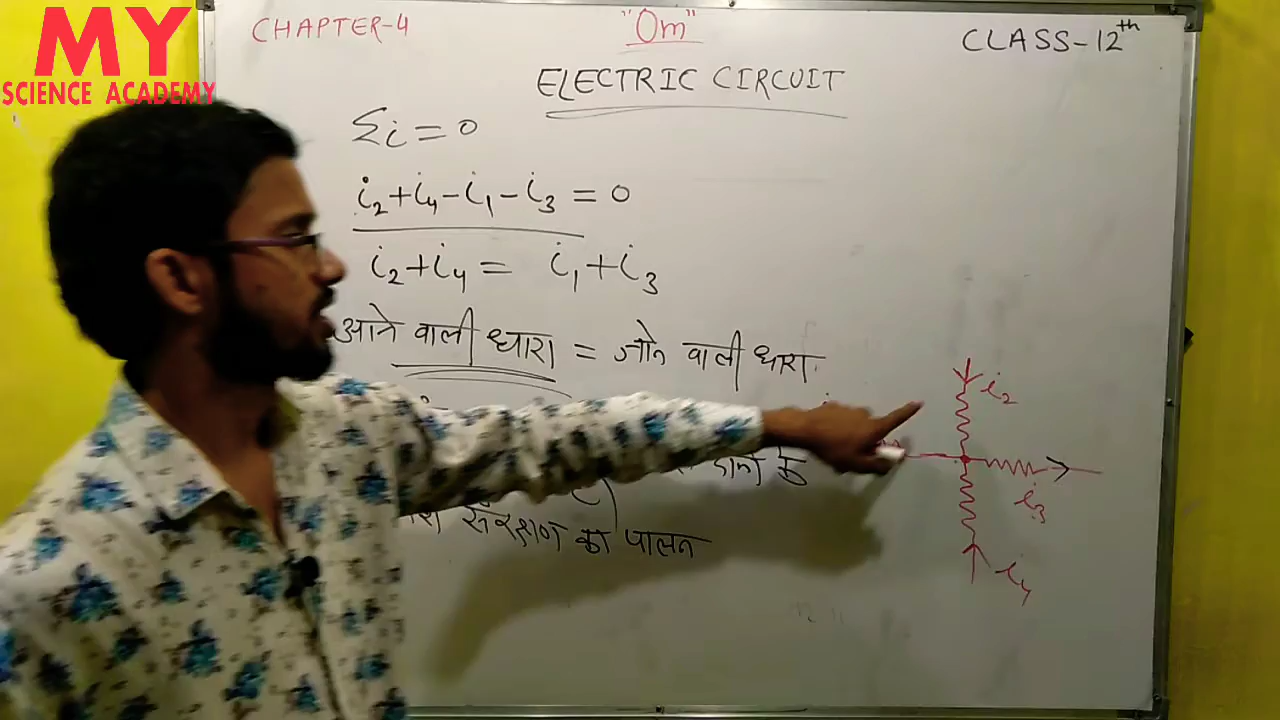 MY
SCIENCE ACADEMY
CHAPTER-4
"Om"
CLASS-12th
ELECTRIC CIRCUIT
Σi = 0
i₂+i₄-i₁-i₃ = 0
i₂+i₄ = i₁+i₃
आने वाली धारा = जाने वाली धारा
i₂
i₃
i₄
संरक्षण का पालन